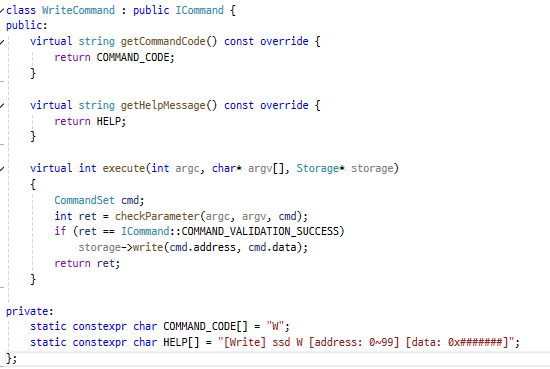 class WriteCommand : public ICommand {
public:
    virtual string getCommandCode() const override {
        return COMMAND_CODE;
    }
    virtual string getHelpMessage() const override {
        return HELP;
    }
    virtual int execute(int argc, char* argv[], Storage* storage)
    {
        CommandSet cmd;
        int ret = checkParameter(argc, argv, cmd);
        if (ret == ICommand::COMMAND_VALIDATION_SUCCESS)
            storage->write(cmd.address, cmd.data);
        return ret;
    }
private:
    static constexpr char COMMAND_CODE[] = "W";
    static constexpr char HELP[] = "[Write] ssd W [address: 0~99] [data: 0x#######]";
};